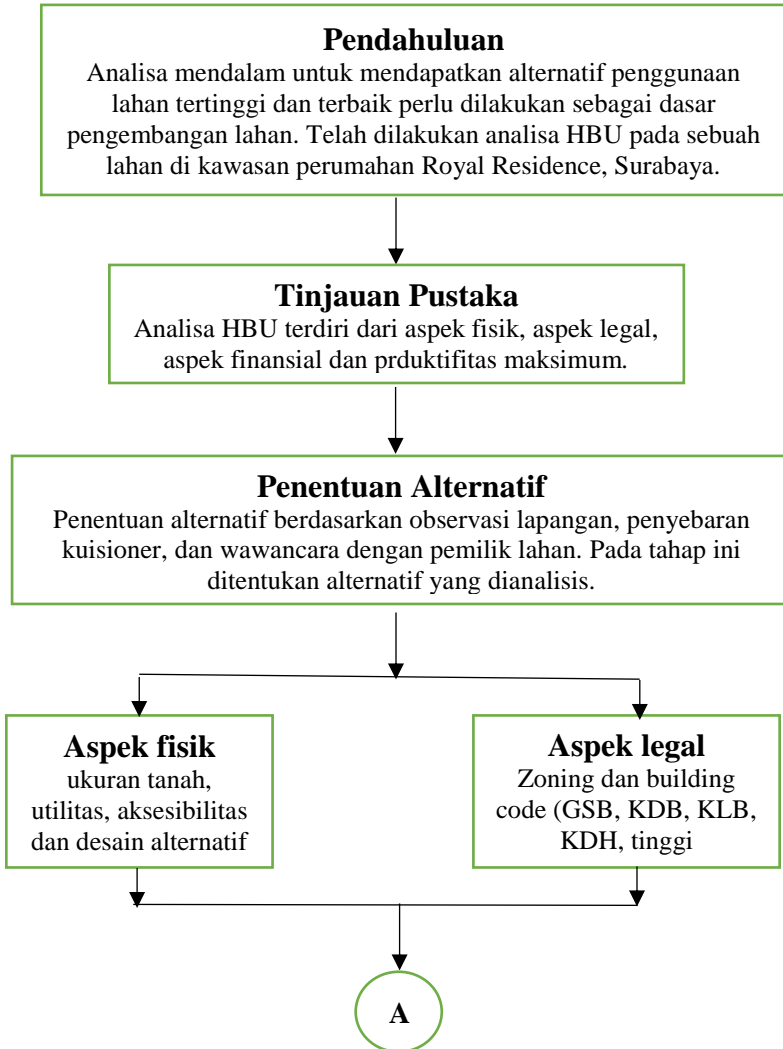 Pendahuluan
Analisa mendalam untuk mendapatkan alternatif penggunaan
lahan tertinggi dan terbaik perlu dilakukan sebagai dasar
pengembangan lahan. Telah dilakukan analisa HBU pada sebuah
lahan di kawasan perumahan Royal Residence, Surabaya.
Tinjauan Pustaka
Analisa HBU terdiri dari aspek fisik, aspek legal,
aspek finansial dan prduktifitas maksimum.
Penentuan Alternatif
Penentuan alternatif berdasarkan observasi lapangan, penyebaran
kuisioner, dan wawancara dengan pemilik lahan. Pada tahap ini
ditentukan alternatif yang dianalisis.
Aspek fisik
ukuran tanah,
utilitas, aksesibilitas
dan desain alternatif
Aspek legal
Zoning dan building
code (GSB, KDB, KLB,
KDH, tinggi
A